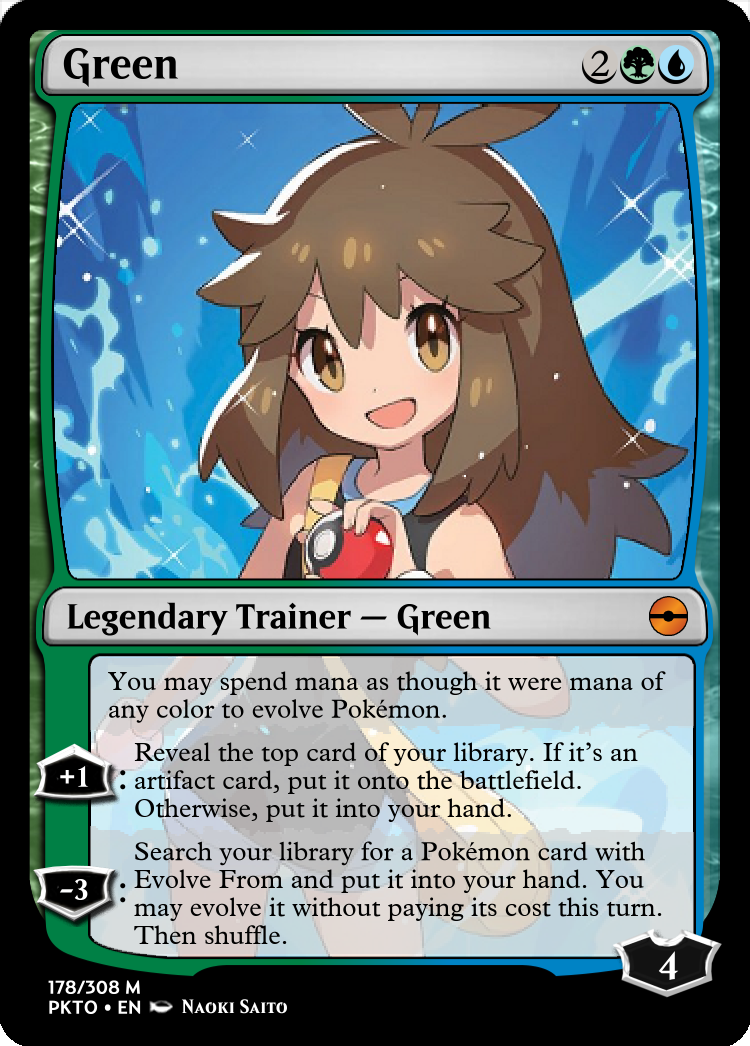 Green 2
Legendary Trainer — Green
You may spend mana as though it were mana of
any color to evolve Pokémon.
+1 : Reveal the top card of your library. If it's an
artifact card, put it onto the battlefield.
Otherwise, put it into your hand.
−3 : Search your library for a Pokémon card with
Evolve From and put it into your hand. You
may evolve it without paying its cost this turn.
Then shuffle.
4
178/308 M
PKTO • EN NAOKI SAITO